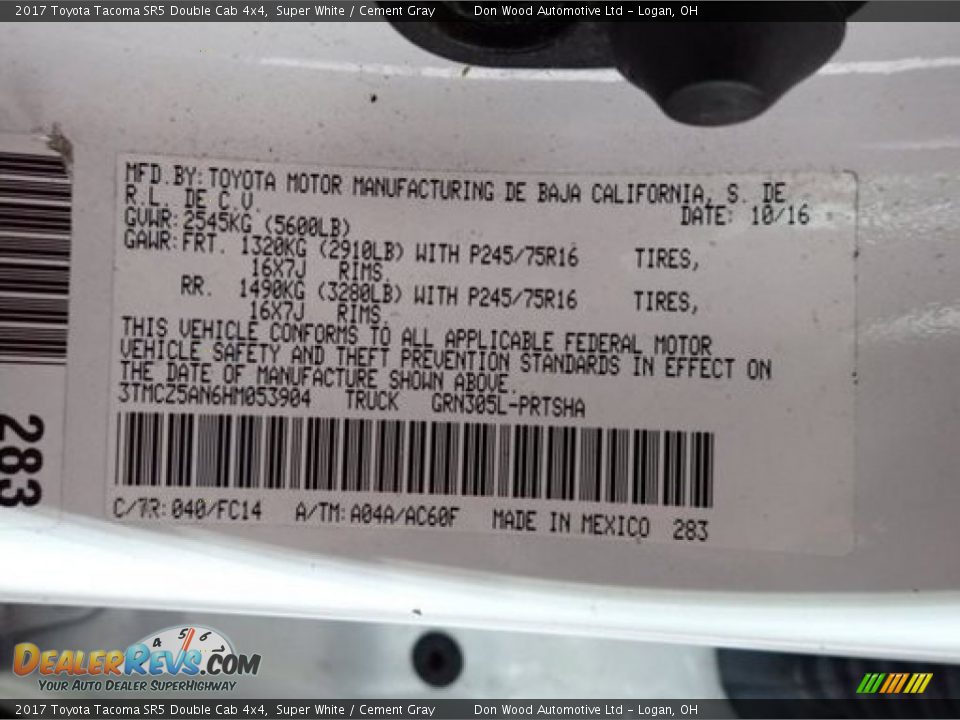 2017 Toyota Tacoma SR5 Double Cab 4x4, Super White / Cement Gray Don Wood Automotive Ltd - Logan, OH
MFD.BY:TOYOTA MOTOR MANUFACTURING DE BAJA CALIFORNIA, S. DE
R.L. DE C.V. DATE: 10/16
GVWR:2545KG (5600LB)
GAWR:FRT. 1320KG (2910LB) WITH P245/75R16 TIRES,
16X7J RIMS.
RR. 1490KG (3280LB) WITH P245/75R16 TIRES,
16X7J RIMS.
THIS VEHICLE CONFORMS TO ALL APPLICABLE FEDERAL MOTOR
VEHICLE SAFETY AND THEFT PREVENTION STANDARDS IN EFFECT ON
THE DATE OF MANUFACTURE SHOWN ABOVE.
3TMCZ5AN6HM053904 TRUCK GRN305L-PRTSHA
C/TR:040/FC14 A/TM:A04A/AC60F MADE IN MEXICO 283
283
4 5 6
DEALERREVS.COM
YOUR AUTO DEALER SUPERHIGHWAY
2017 Toyota Tacoma SR5 Double Cab 4x4, Super White / Cement Gray Don Wood Automotive Ltd - Logan, OH